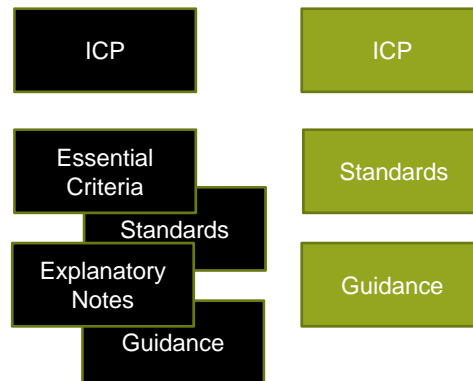 ICP
Essential
Criteria
Standards
Explanatory
Notes
Guidance
ICP
Standards
Guidance